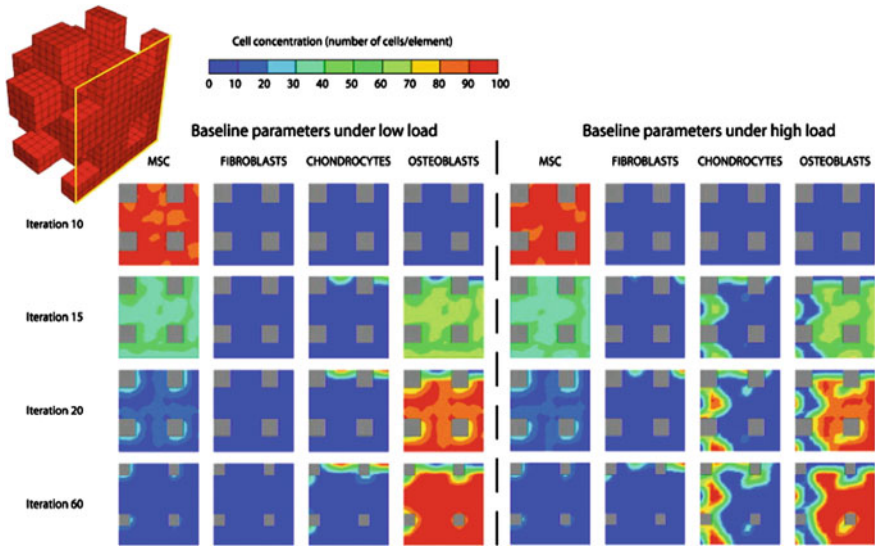 Cell concentration (number of cells/element)
0 10 20 30 40 50 60 70 80 90 100
Baseline parameters under low load
Baseline parameters under high load
MSC FIBROBLASTS CHONDROCYTES OSTEOBLASTS MSC FIBROBLASTS CHONDROCYTES OSTEOBLASTS
Iteration 10
Iteration 15
Iteration 20
Iteration 60